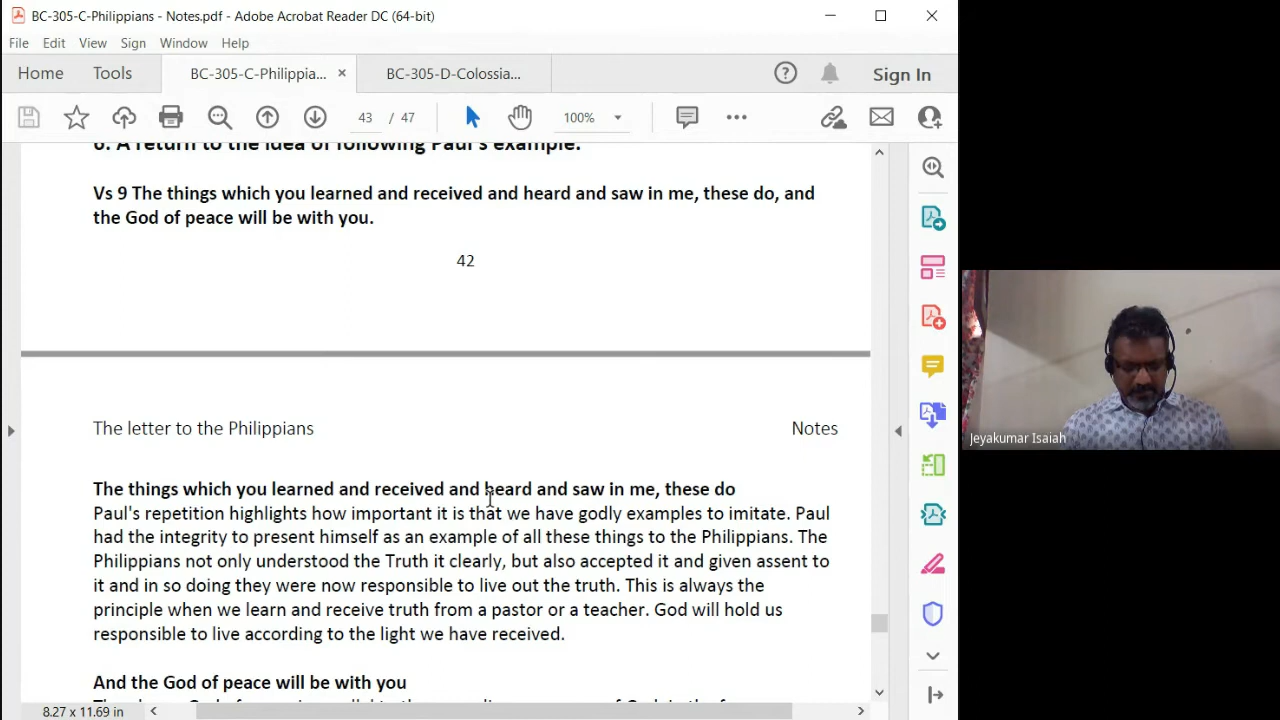 BC-305-C-Philippians - Notes.pdf - Adobe Acrobat Reader DC (64-bit)
File Edit View Sign Window Help
Home Tools BC-305-C-Philippia... × BC-305-D-Colossia... Sign In
43 / 47 100%
6. A return to the idea of following Paul's example.
Vs 9 The things which you learned and received and heard and saw in me, these do, and
the God of peace will be with you.
42
The letter to the Philippians Notes
The things which you learned and received and heard and saw in me, these do
Paul's repetition highlights how important it is that we have godly examples to imitate. Paul
had the integrity to present himself as an example of all these things to the Philippians. The
Philippians not only understood the Truth it clearly, but also accepted it and given assent to
it and in so doing they were now responsible to live out the truth. This is always the
principle when we learn and receive truth from a pastor or a teacher. God will hold us
responsible to live according to the light we have received.
And the God of peace will be with you
8.27 x 11.69 in
Jeyakumar Isaiah